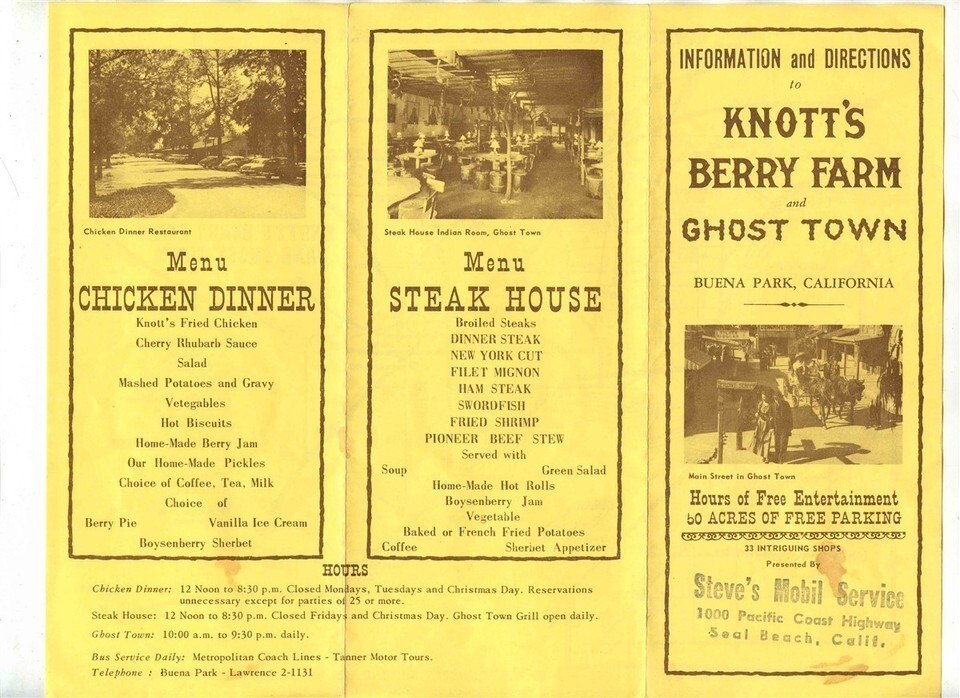 Chicken Dinner Restaurant
Menu
CHICKEN DINNER
Knott's Fried Chicken
Cherry Rhubarb Sauce
Salad
Mashed Potatoes and Gravy
Vetegables
Hot Biscuits
Home-Made Berry Jam
Our Home-Made Pickles
Choice of Coffee, Tea, Milk
Choice of
Berry Pie Vanilla Ice Cream
Boysenberry Sherbet
Steak House Indian Room, Ghost Town
Menu
STEAK HOUSE
Broiled Steaks
DINNER STEAK
NEW YORK CUT
FILET MIGNON
HAM STEAK
SWORDFISH
FRIED SHRIMP
PIONEER BEEF STEW
Served with
Soup Green Salad
Home-Made Hot Rolls
Boysenberry Jam
Vegetable
Baked or French Fried Potatoes
Coffee Sherbet Appetizer
HOURS
Chicken Dinner: 12 Noon to 8:30 p.m. Closed Mondays, Tuesdays and Christmas Day. Reservations
unnecessary except for parties of 25 or more.
Steak House: 12 Noon to 8:30 p.m. Closed Fridays and Christmas Day. Ghost Town Grill open daily.
Ghost Town: 10:00 a.m. to 9:30 p.m. daily.
Bus Service Daily: Metropolitan Coach Lines - Tanner Motor Tours.
Telephone : Buena Park - Lawrence 2-1131
INFORMATION and DIRECTIONS
to
KNOTT'S
BERRY FARM
and
GHOST TOWN
BUENA PARK, CALIFORNIA
Main Street in Ghost Town
Hours of Free Entertainment
60 ACRES OF FREE PARKING
33 INTRIGUING SHOPS
Presented By
Steve's Mobil Service
1000 Pacific Coast Highway
Seal Beach, Calif.